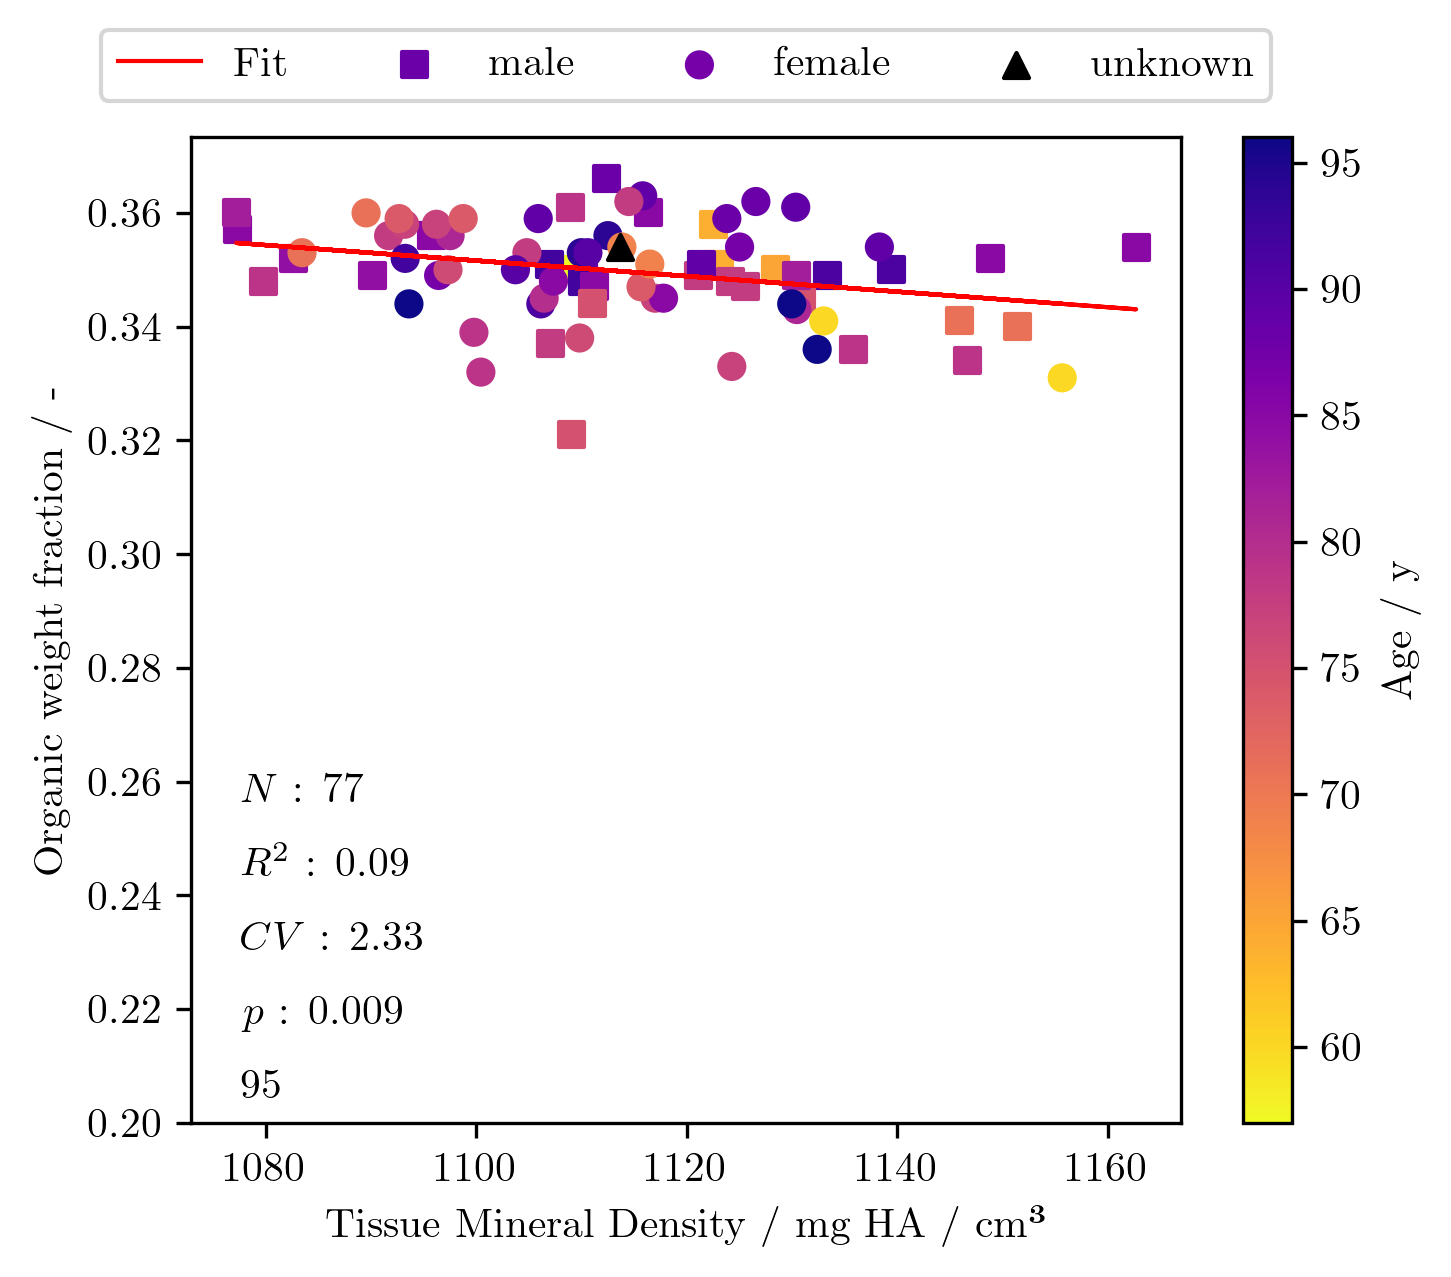 Fit male female unknown
0.36
0.34
0.32
0.30
0.28
0.26
0.24
0.22
0.20
Organic weight fraction / -
N : 77
R² : 0.09
CV : 2.33
p : 0.009
95
1080 1100 1120 1140 1160
Tissue Mineral Density / mg HA / cm³
95
90
85
80
75
70
65
60
Age / y